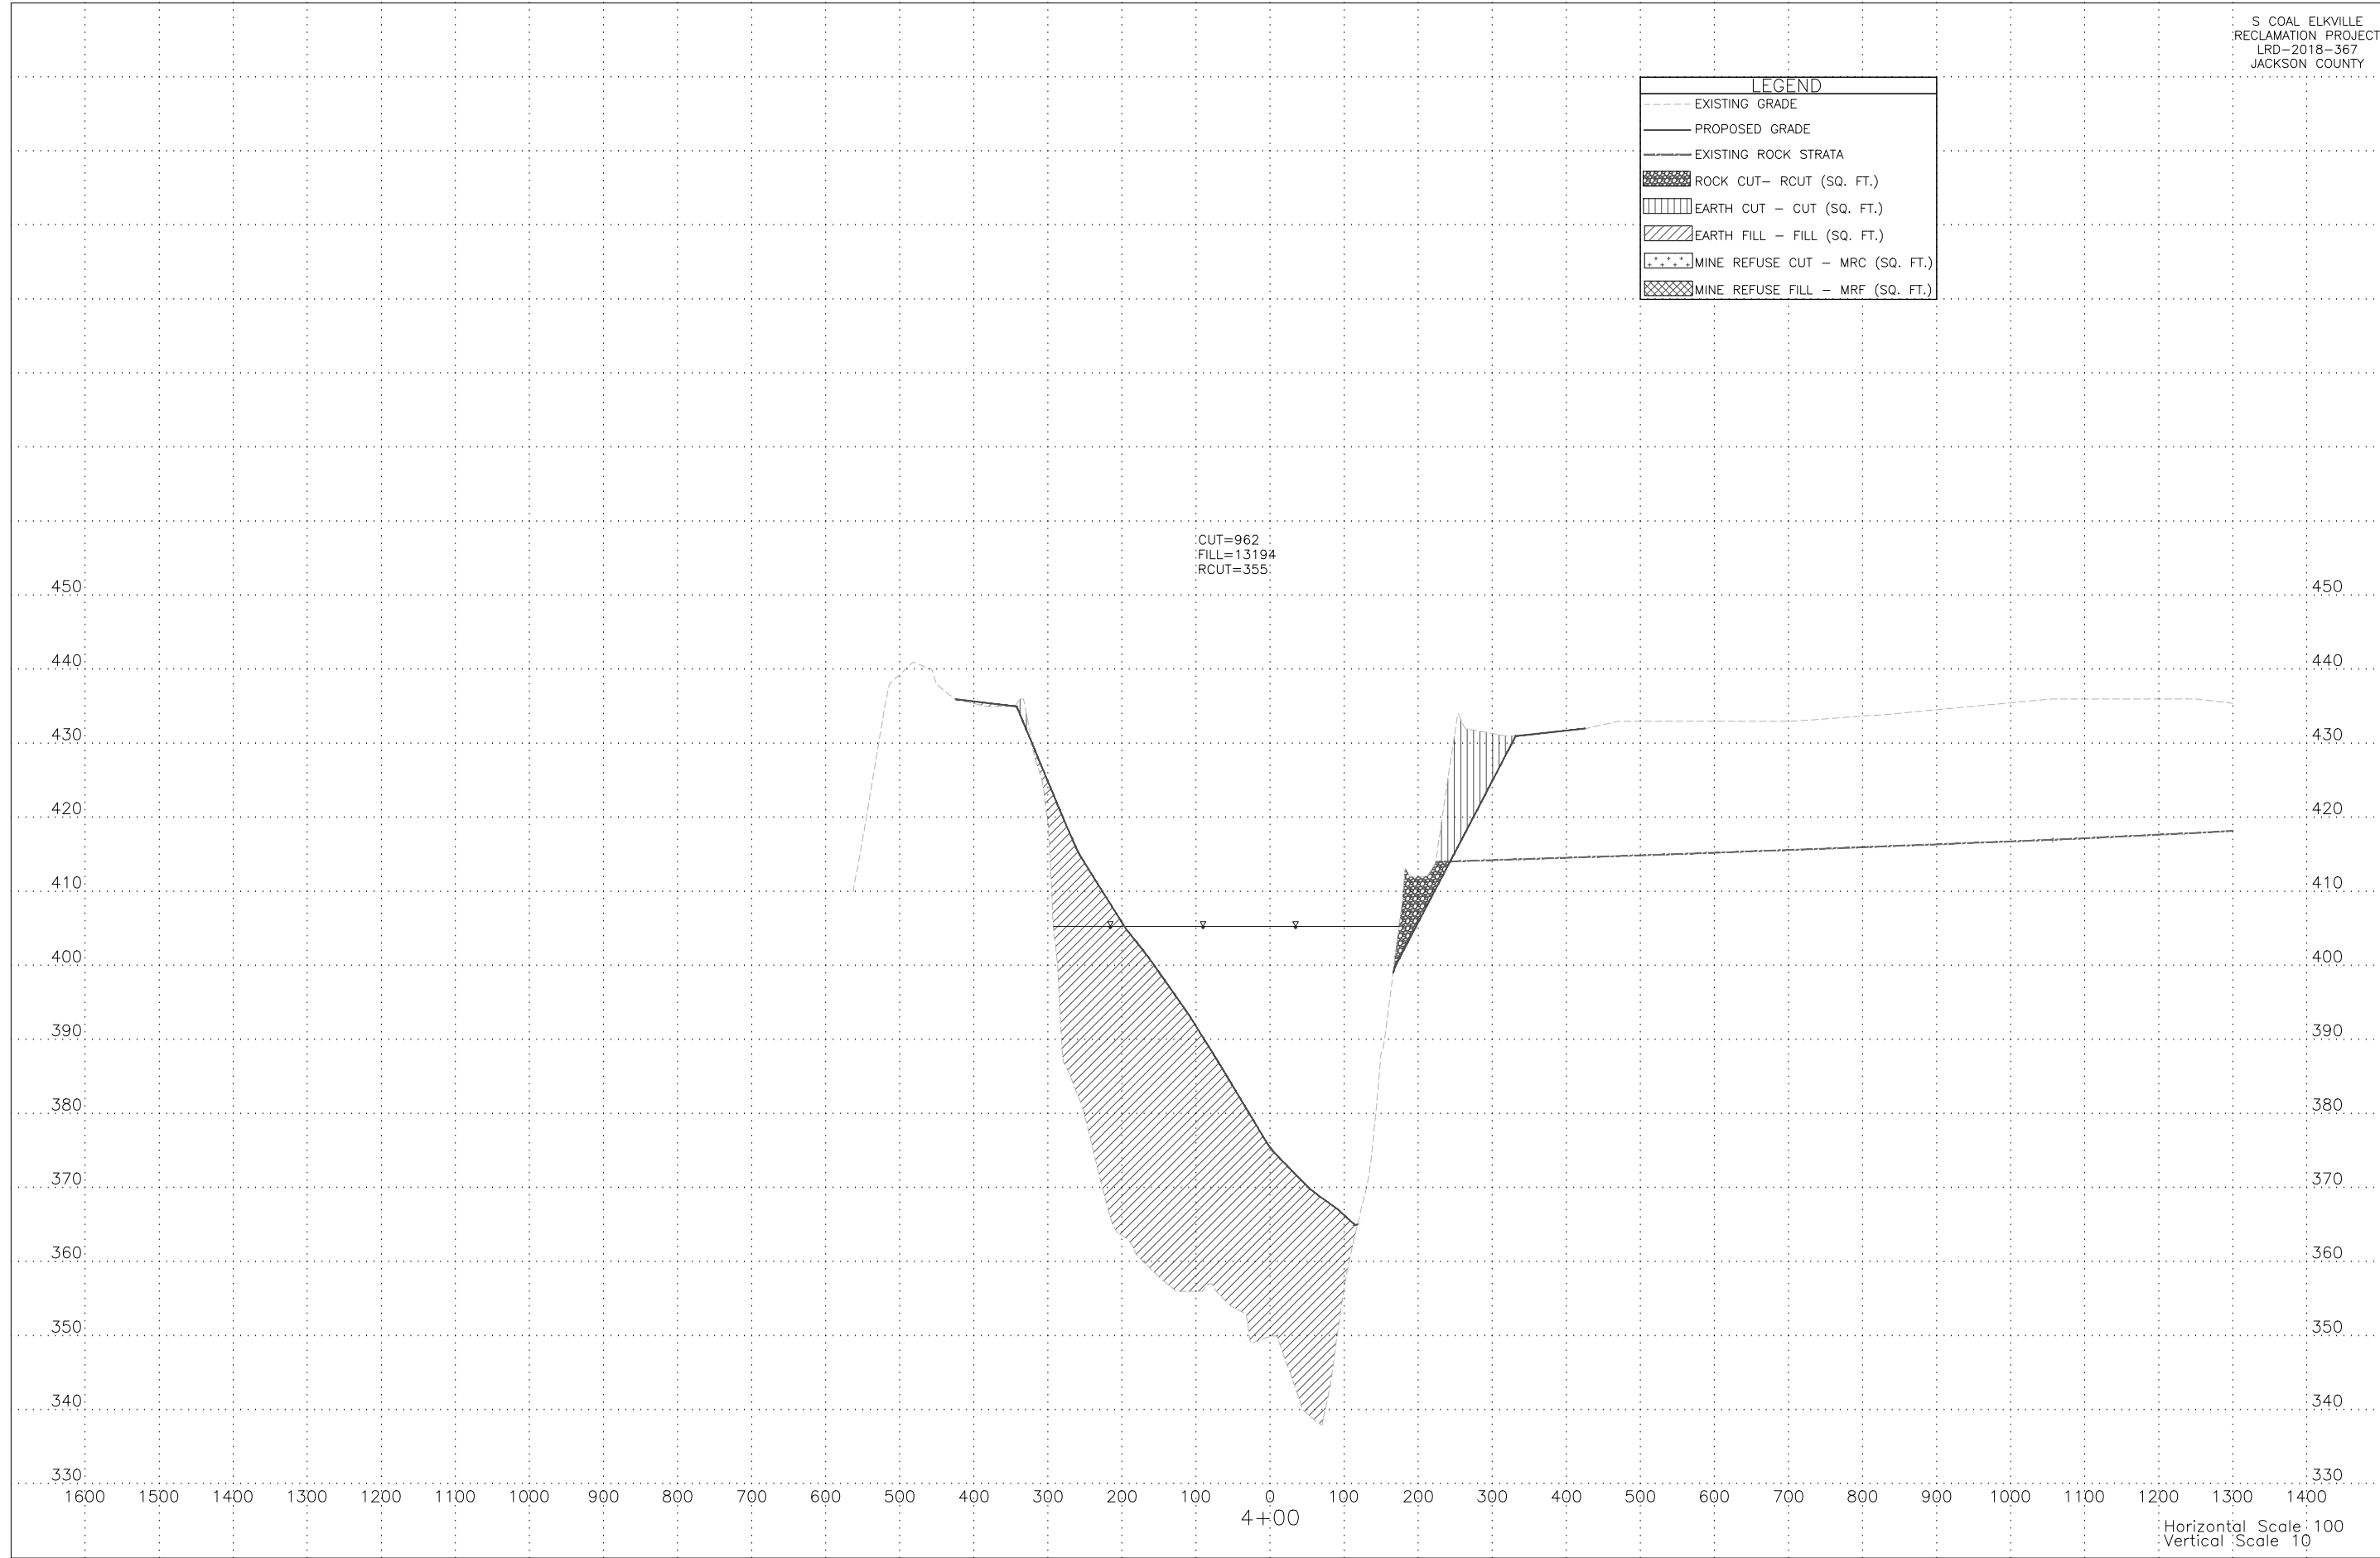 S COAL ELKVILLE
RECLAMATION PROJECT
LRD-2018-367
JACKSON COUNTY
LEGEND
EXISTING GRADE
PROPOSED GRADE
EXISTING ROCK STRATA
ROCK CUT- RCUT (SQ. FT.)
EARTH CUT - CUT (SQ. FT.)
EARTH FILL - FILL (SQ. FT.)
MINE REFUSE CUT - MRC (SQ. FT.)
MINE REFUSE FILL - MRF (SQ. FT.)
CUT=962
FILL=13194
RCUT=355
450 450
440 440
430 430
420 420
410 410
400 400
390 390
380 380
370 370
360 360
350 350
340 340
330 330
1600 1500 1400 1300 1200 1100 1000 900 800 700 600 500 400 300 200 100 0 100 200 300 400 500 600 700 800 900 1000 1100 1200 1300 1400
4+00
Horizontal Scale 100
Vertical Scale 10